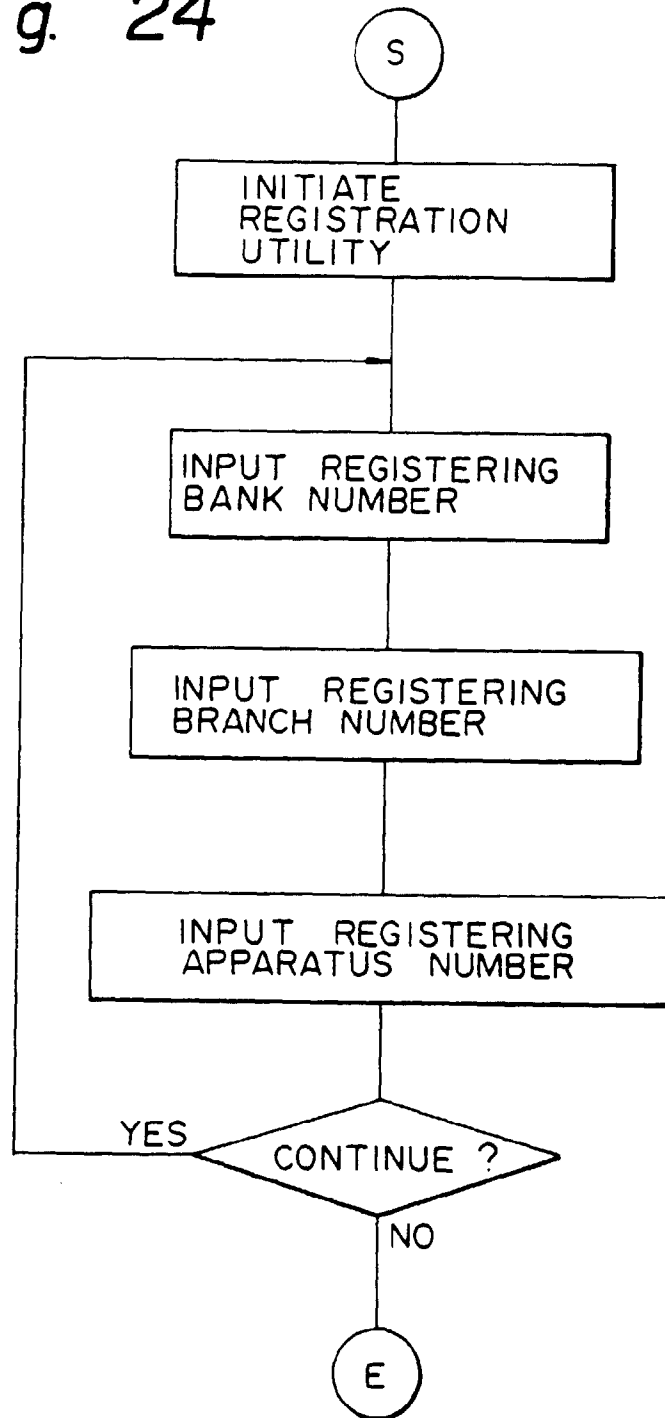 g. 24
S
INITIATE
REGISTRATION
UTILITY
INPUT REGISTERING
BANK NUMBER
INPUT REGISTERING
BRANCH NUMBER
INPUT REGISTERING
APPARATUS NUMBER
YES
CONTINUE ?
NO
E